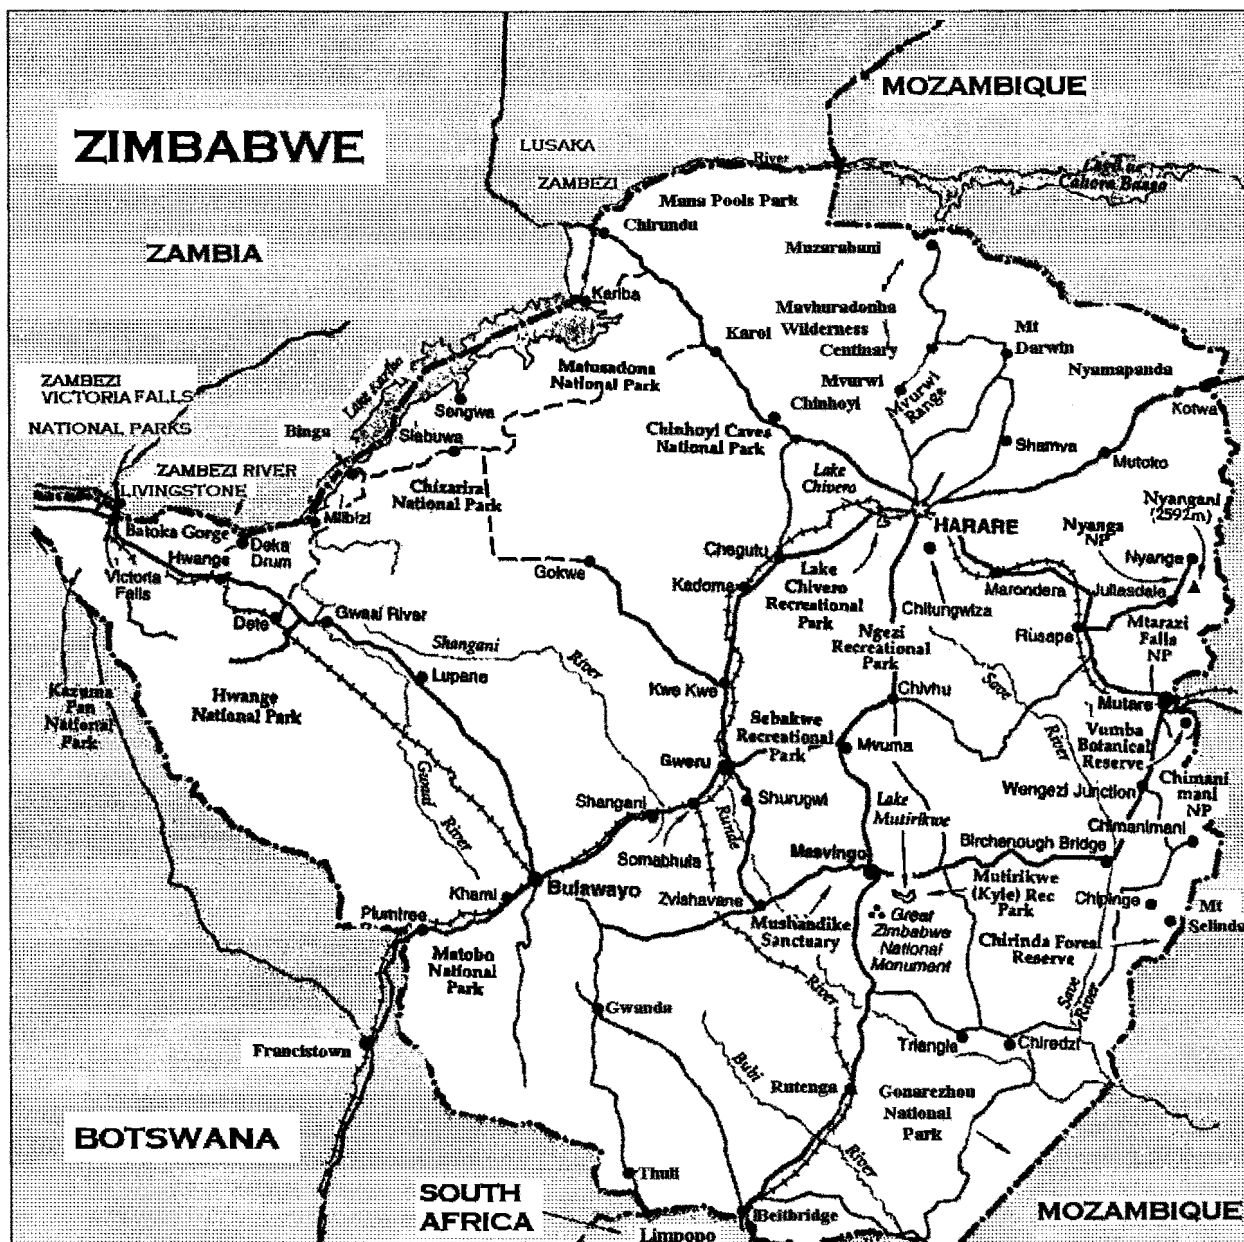 MOZAMBIQUE
ZIMBABWE
LUSAKA
River
ZAMBEZI
Cahora Bassa
Mana Pools Park
Chirundu
ZAMBIA
Muzarabani
Kariba
Mavhuradonha
Wilderness
Karoi
Centinary
Mt
Darwin
Lake Kariba
Matusadona
National Park
Nyamapanda
ZAMBEZI
VICTORIA FALLS
NATIONAL PARKS
Mvurwi
Mvurwi
Range
Kotwa
Sengwa
Chinhoyi
Binga
Siabuwa
Chinhoyi Caves
National Park
Shamva
Mutoko
ZAMBEZI RIVER
LIVINGSTONE
Chizarira
National Park
Lake
Chivero
Nyangani
(2592m)
Mlibizi
Batoka Gorge
HARARE
Nyanga
NP
Deka
Drum
Hwange
Nyanga
Chegutu
Gokwe
Victoria
Falls
Kadoma
Lake
Chivero
Recreational
Park
Marondera
Juliasdale
Chitungwiza
Dete
Gwaai River
Rusape
Mtarazi
Falls
NP
Shangani
River
Ngezi
Recreational
Park
Lupane
Save
River
Kazuma
Pan
National
Park
Hwange
National Park
Kwe Kwe
Chivhu
Mutare
Sebakwe
Recreational
Park
Vumba
Botanical
Reserve
Mvuma
Gweru
Gwaai
River
Chimani
mani
NP
Wengezi Junction
Shangani
Shurugwi
Lake
Mutirikwe
Runde
Chimanimani
Birchenough Bridge
Somabhula
Masvingo
Khami
Bulawayo
Zvishavane
Mutirikwe
(Kyle) Rec
Park
Chipinge
Plumtree
Mushandike
Sanctuary
Great
Zimbabwe
National
Monument
Mt
Selinda
Matobo
National
Park
Chirinda Forest
Reserve
River
Save
River
Gwanda
Francistown
Triangle
Chiredzi
Bubi
River
Rutenga
Gonarezhou
National
Park
BOTSWANA
Thuli
SOUTH
AFRICA
Beitbridge
Limpopo
MOZAMBIQUE